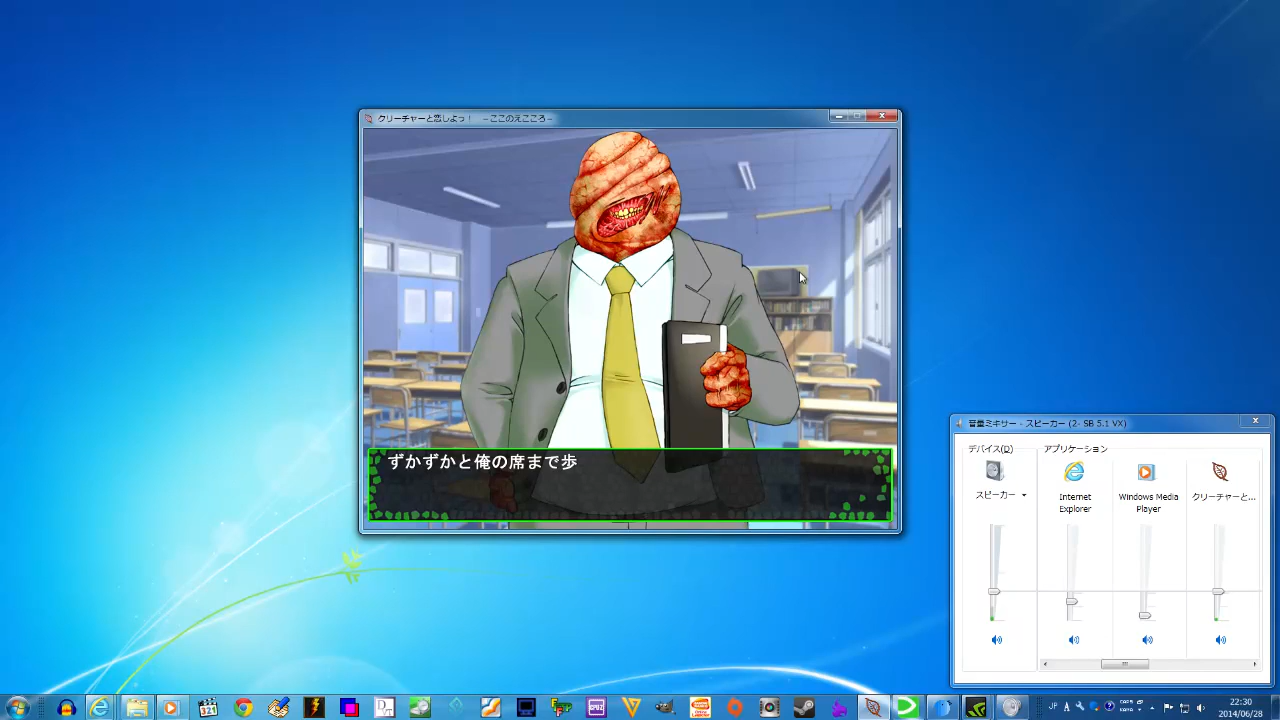 クリーチャーと恋しよっ！ －ここのえこころ－
ずかずかと俺の席まで歩
音量ミキサー - スピーカー (2- SB 5.1 VX)
デバイス(D)
アプリケーション
スピーカー
Internet Explorer
Windows Media Player
クリーチャーと...
JP
22:30
2014/06/28